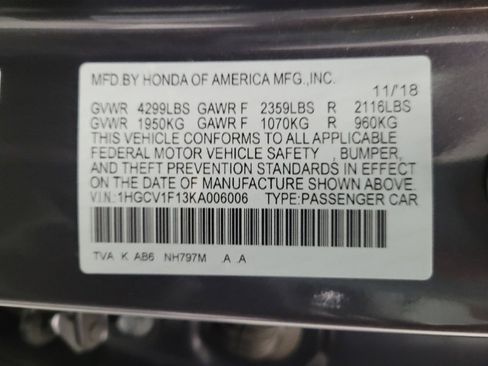 MFD.BY HONDA OF AMERICA MFG.,INC.
11/'18
GVWR 4299LBS GAWR F 2359LBS R 2116LBS
GVWR 1950KG GAWR F 1070KG R 960KG
THIS VEHICLE CONFORMS TO ALL APPLICABLE
FEDERAL MOTOR VEHICLE SAFETY , BUMPER,
AND THEFT PREVENTION STANDARDS IN EFFECT
ON THE DATE OF MANUFACTURE SHOWN ABOVE.
V.I.N.:1HGCV1F13KA006006 TYPE:PASSENGER CAR
TVA K AB6 NH797M .A .A